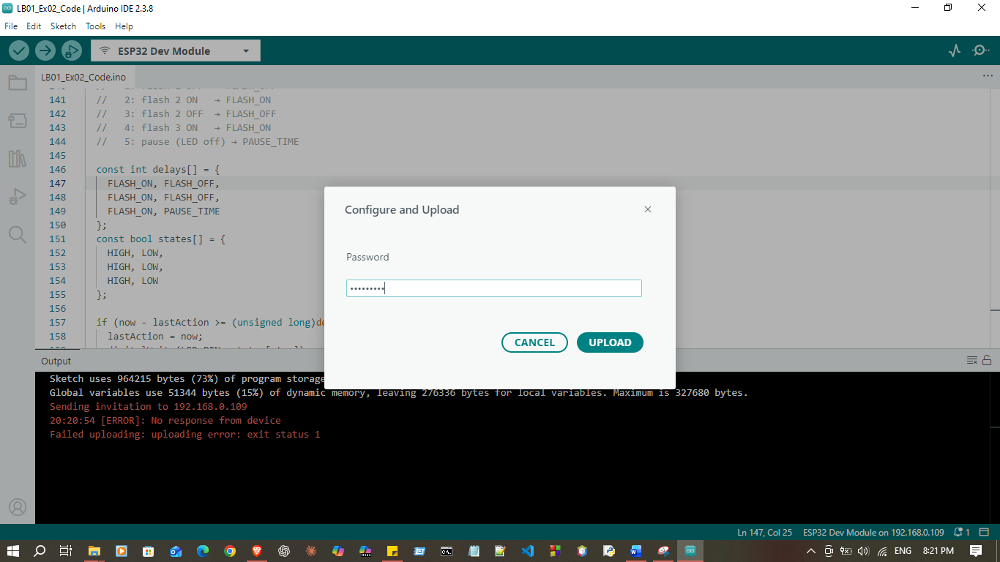 LB01_Ex02_Code | Arduino IDE 2.3.8
File Edit Sketch Tools Help
ESP32 Dev Module
LB01_Ex02_Code.ino
141 // 2: flash 2 ON → FLASH_ON
142 // 3: flash 2 OFF → FLASH_OFF
143 // 4: flash 3 ON → FLASH_ON
144 // 5: pause (LED off) → PAUSE_TIME
145
146 const int delays[] = {
147 FLASH_ON, FLASH_OFF,
148 FLASH_ON, FLASH_OFF,
149 FLASH_ON, PAUSE_TIME
150 };
151 const bool states[] = {
152 HIGH, LOW,
153 HIGH, LOW,
154 HIGH, LOW
155 };
156
157 if (now - lastAction >= (unsigned long)de
158 lastAction = now;
Configure and Upload
Password
•••••••••
CANCEL UPLOAD
Output
Sketch uses 964215 bytes (73%) of program storage
Global variables use 51344 bytes (15%) of dynamic memory, leaving 276336 bytes for local variables. Maximum is 327680 bytes.
Sending invitation to 192.168.0.109
20:20:54 [ERROR]: No response from device
Failed uploading: uploading error: exit status 1
Ln 147, Col 25 ESP32 Dev Module on 192.168.0.109 1
ENG 8:21 PM